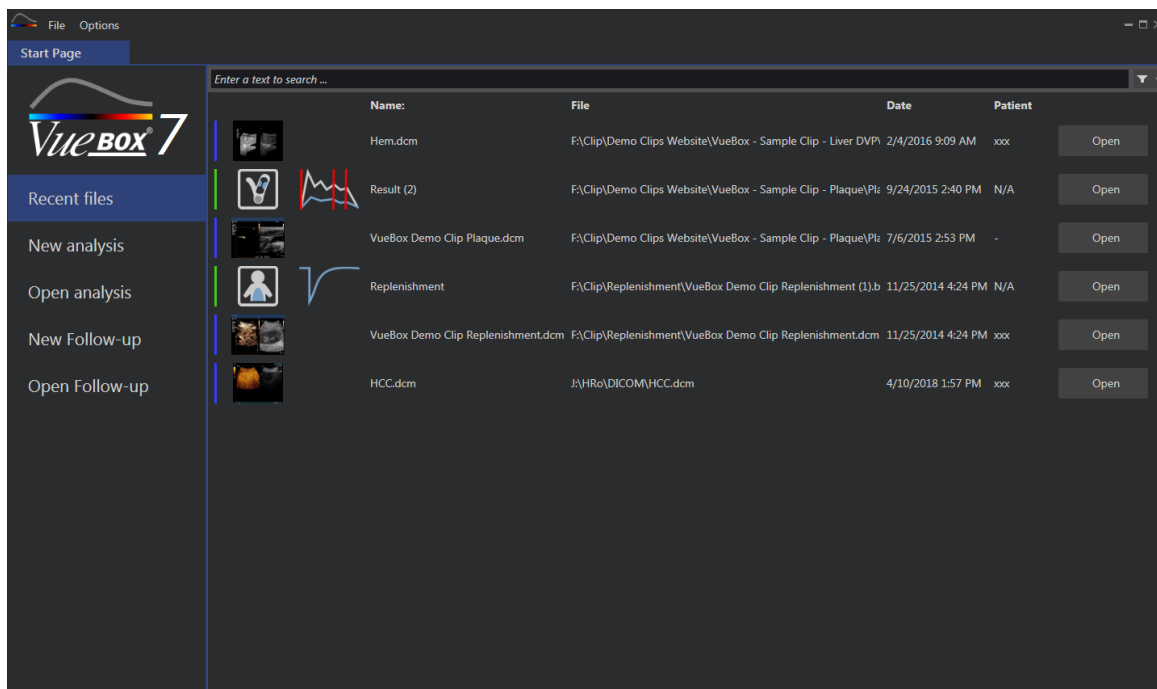 File Options
Start Page
Enter a text to search ...
VueBOX® 7
Recent files
New analysis
Open analysis
New Follow-up
Open Follow-up
Name: File Date Patient
Hem.dcm F:\Clip\Demo Clips Website\VueBox - Sample Clip - Liver DVP\ 2/4/2016 9:09 AM xxx Open
Result (2) F:\Clip\Demo Clips Website\VueBox - Sample Clip - Plaque\Pla 9/24/2015 2:40 PM N/A Open
VueBox Demo Clip Plaque.dcm F:\Clip\Demo Clips Website\VueBox - Sample Clip - Plaque\Pla 7/6/2015 2:53 PM - Open
Replenishment F:\Clip\Replenishment\VueBox Demo Clip Replenishment (1).b 11/25/2014 4:24 PM N/A Open
VueBox Demo Clip Replenishment.dcm F:\Clip\Replenishment\VueBox Demo Clip Replenishment.dcm 11/25/2014 4:24 PM xxx Open
HCC.dcm J:\HRo\DICOM\HCC.dcm 4/10/2018 1:57 PM xxx Open